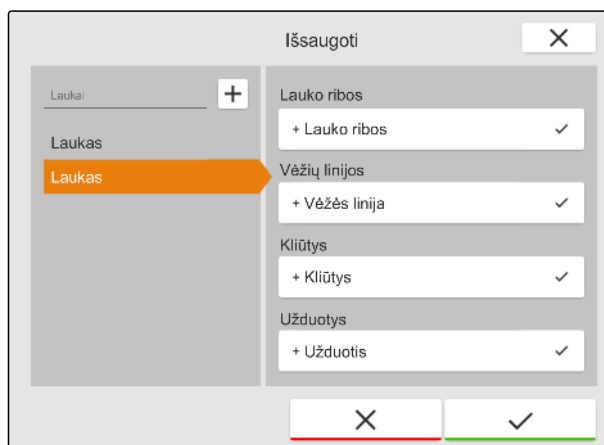 Išsaugoti
Laukai
Laukas
Laukas
Lauko ribos
+ Lauko ribos
Vėžių linijos
+ Vėžės linija
Kliūtys
+ Kliūtys
Užduotys
+ Užduotis